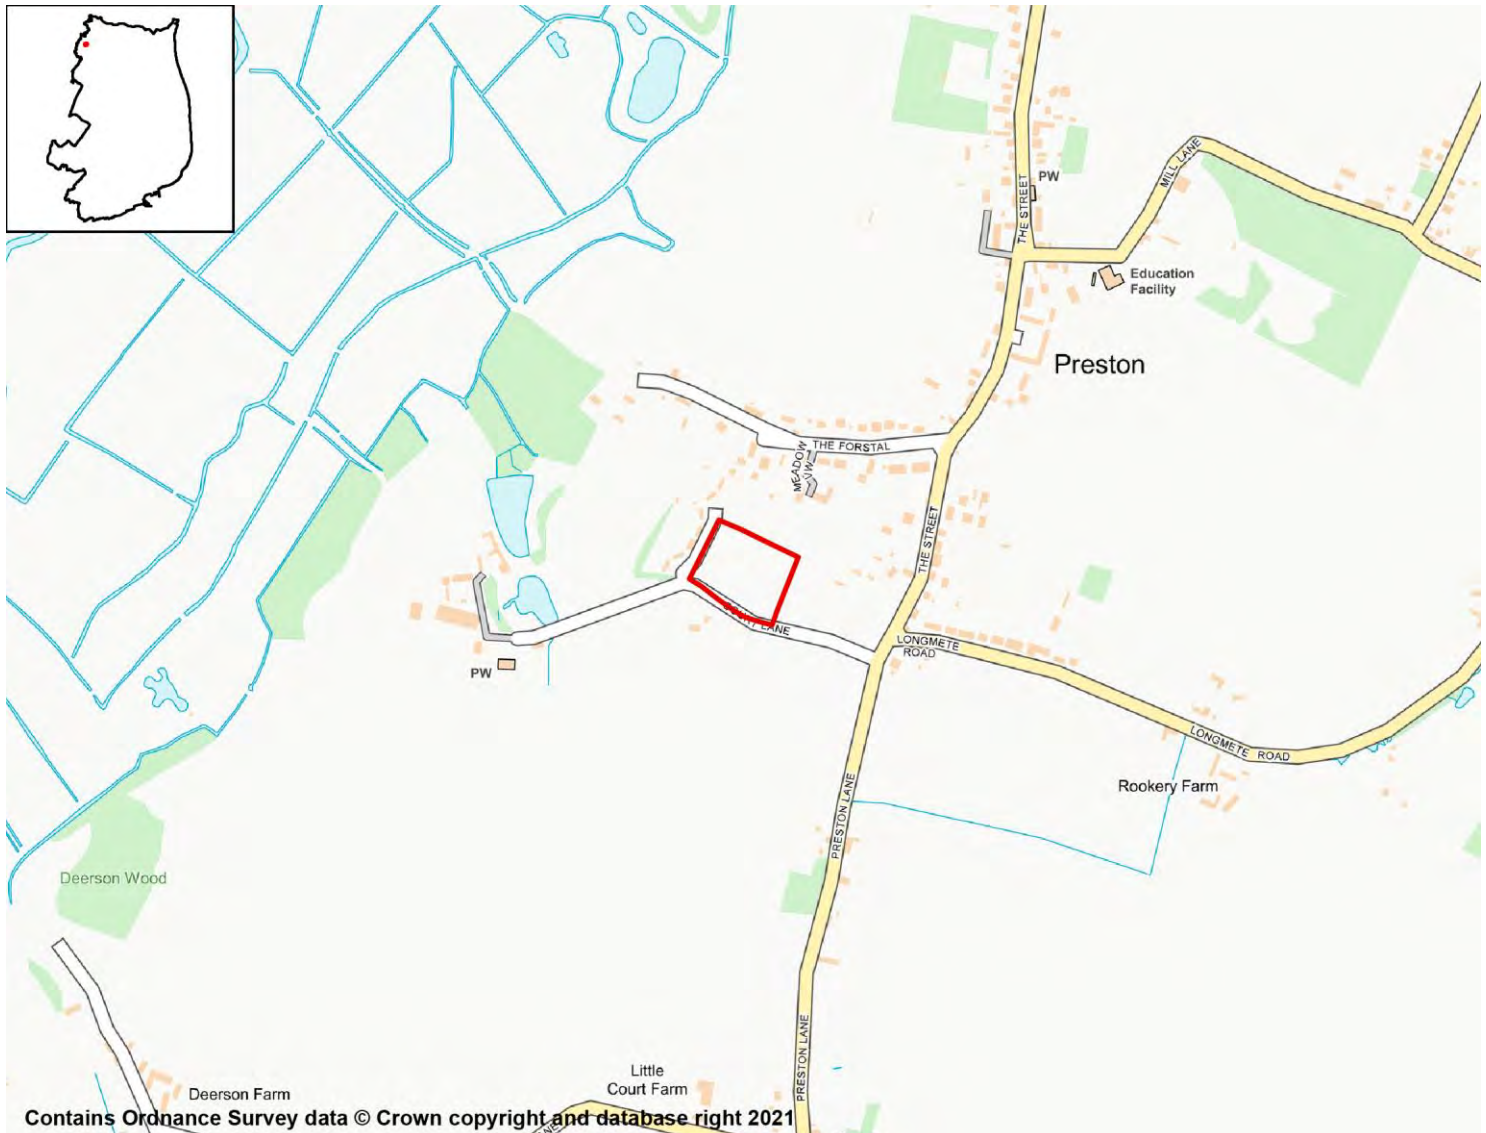 MILL LANE
PW
THE STREET
Education
Facility
Preston
THE FORSTAL
MEADOW
VW
THE STREET
COURT LANE
LONGMETE
ROAD
PW
LONGMETE ROAD
Rookery Farm
PRESTON LANE
Deerson Wood
PRESTON LANE
Little
Court Farm
Deerson Farm
Contains Ordnance Survey data © Crown copyright and database right 2021